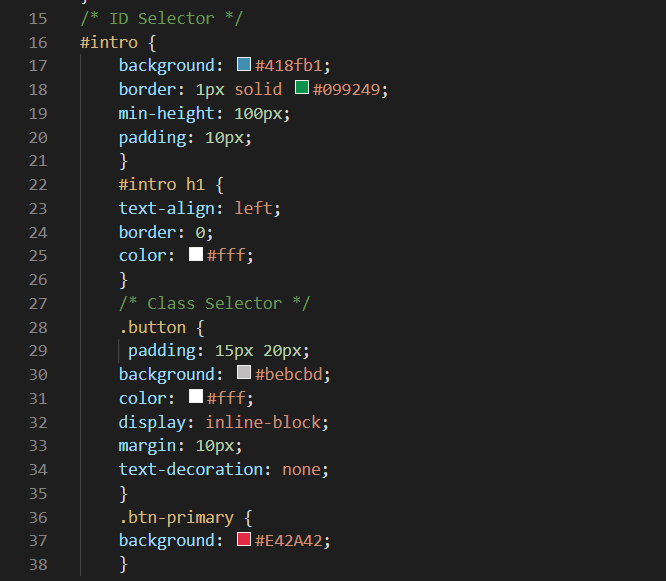 15 /* ID Selector */
16 #intro {
17 background: #418fb1;
18 border: 1px solid #099249;
19 min-height: 100px;
20 padding: 10px;
21 }
22 #intro h1 {
23 text-align: left;
24 border: 0;
25 color: #fff;
26 }
27 /* Class Selector */
28 .button {
29 padding: 15px 20px;
30 background: #bebcbd;
31 color: #fff;
32 display: inline-block;
33 margin: 10px;
34 text-decoration: none;
35 }
36 .btn-primary {
37 background: #E42A42;
38 }